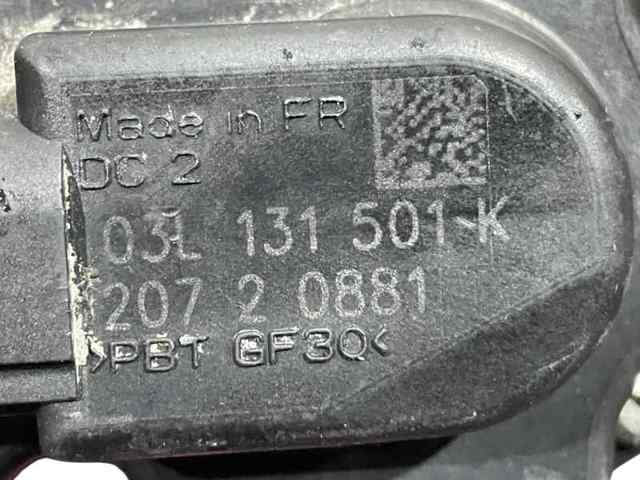 Made in FR
DC 2
03L 131 501 K
207 2 0881
>PBT GF30<